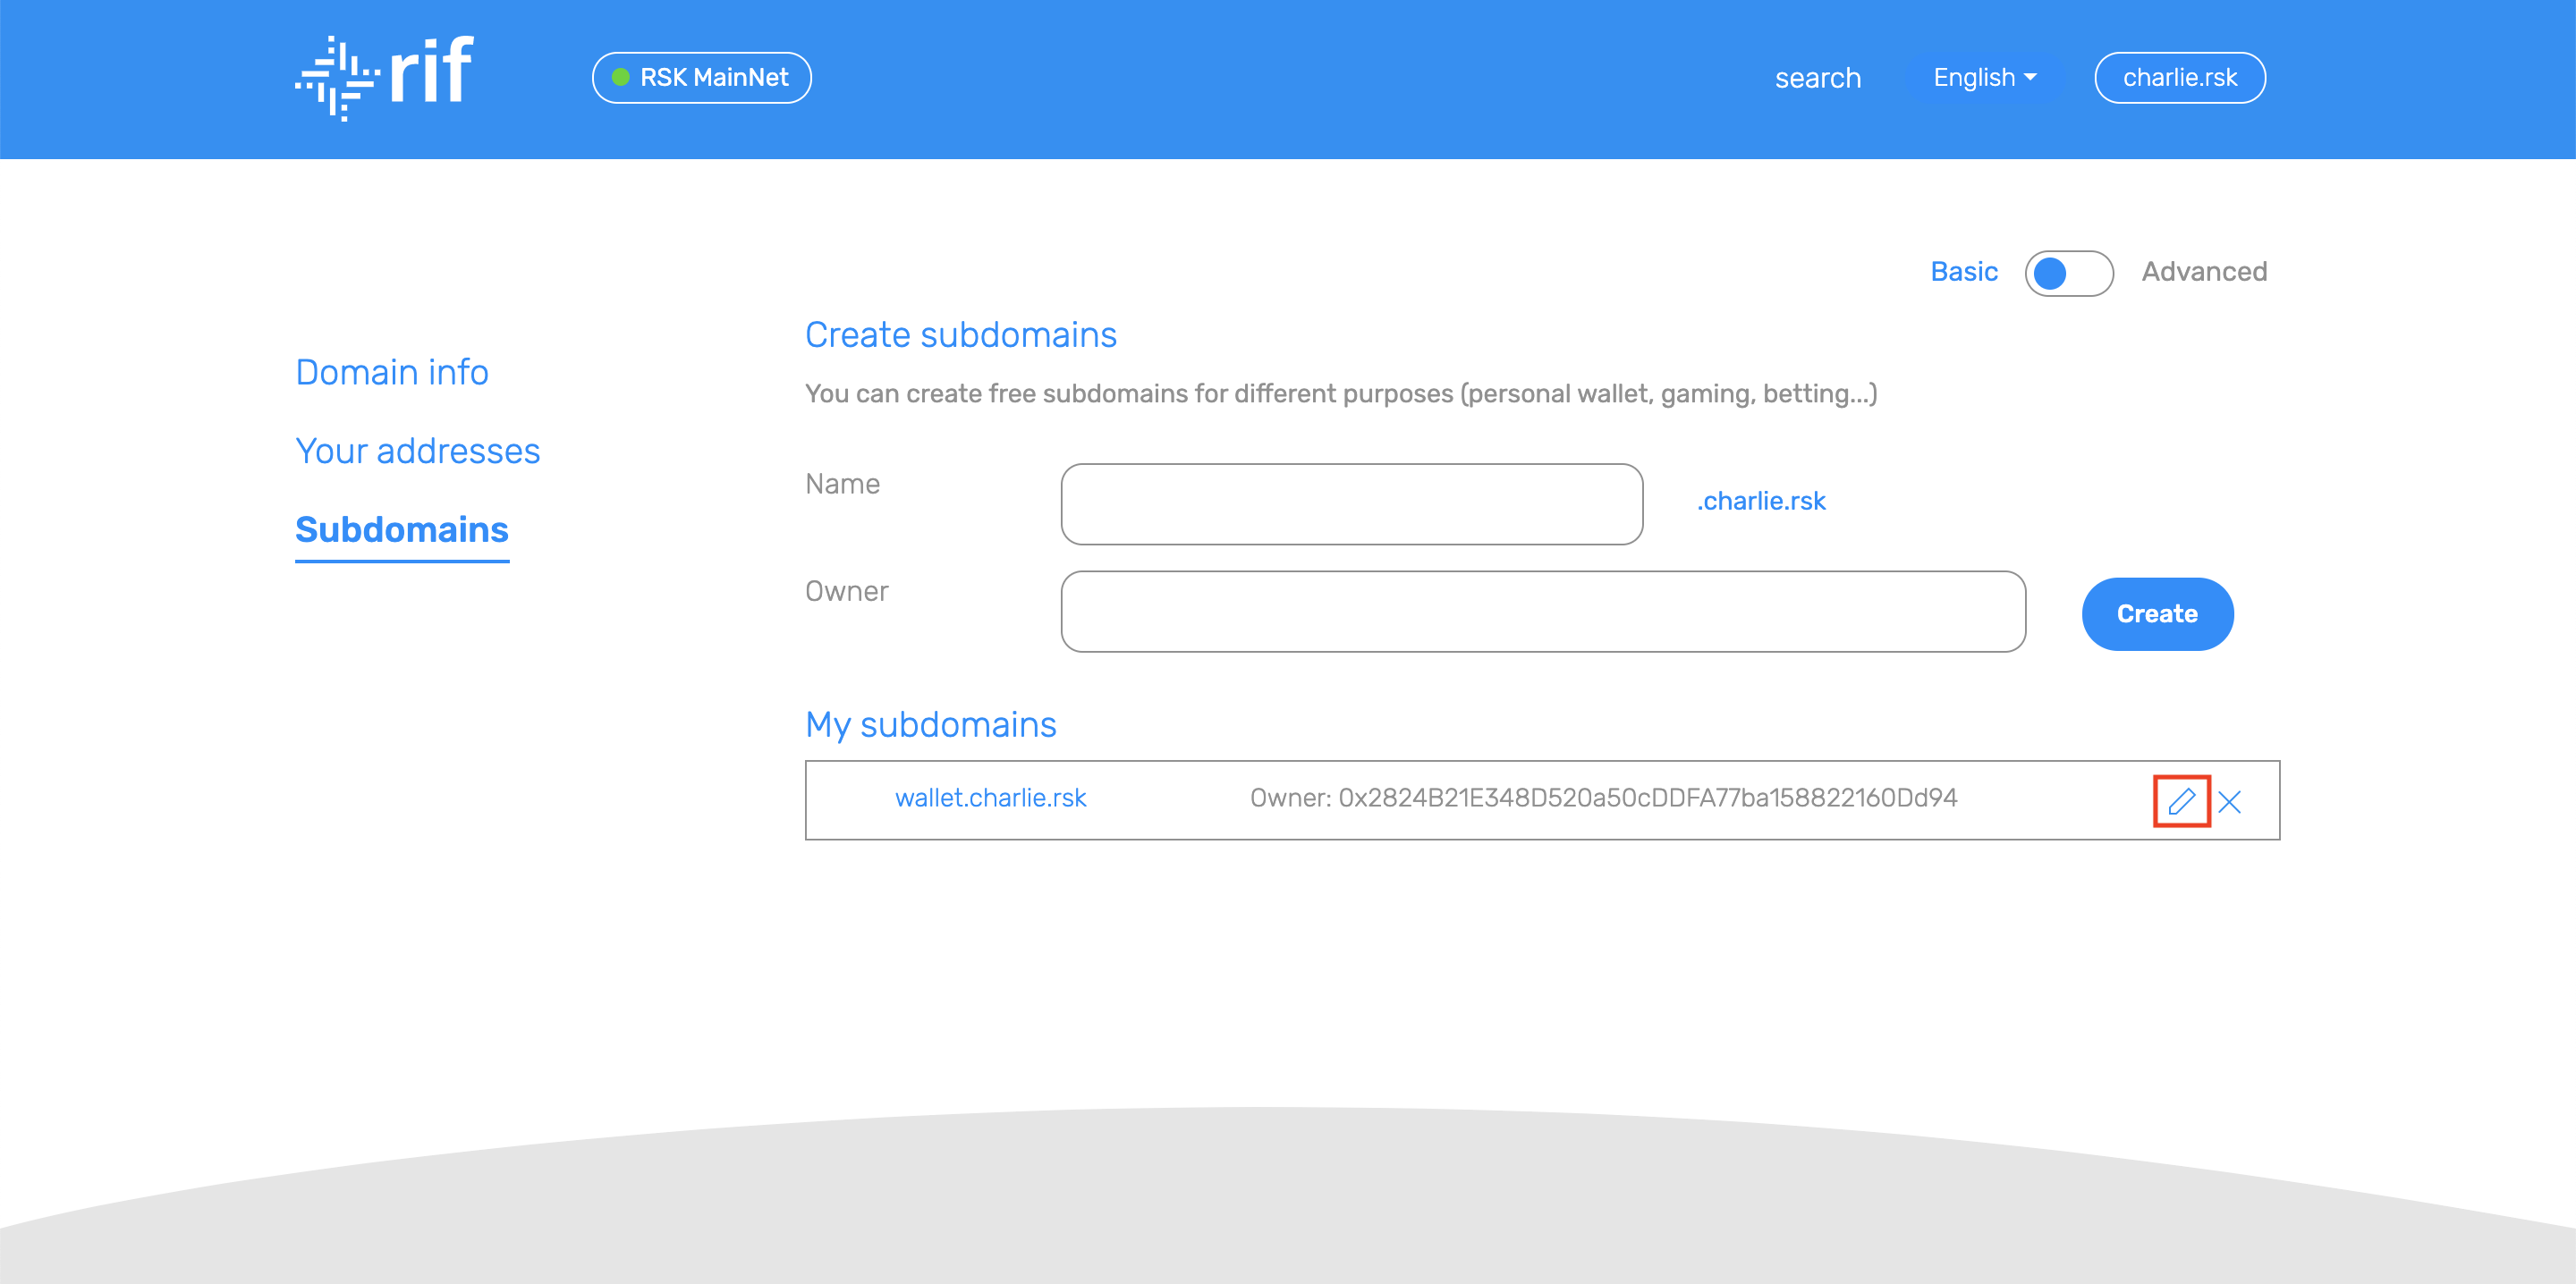 rif
RSK MainNet
search
English
charlie.rsk
Basic
Advanced
Domain info
Your addresses
Subdomains
Create subdomains
You can create free subdomains for different purposes (personal wallet, gaming, betting...)
Name
.charlie.rsk
Owner
Create
My subdomains
wallet.charlie.rsk
Owner: 0x2824B21E348D520a50cDDFA77ba158822160Dd94